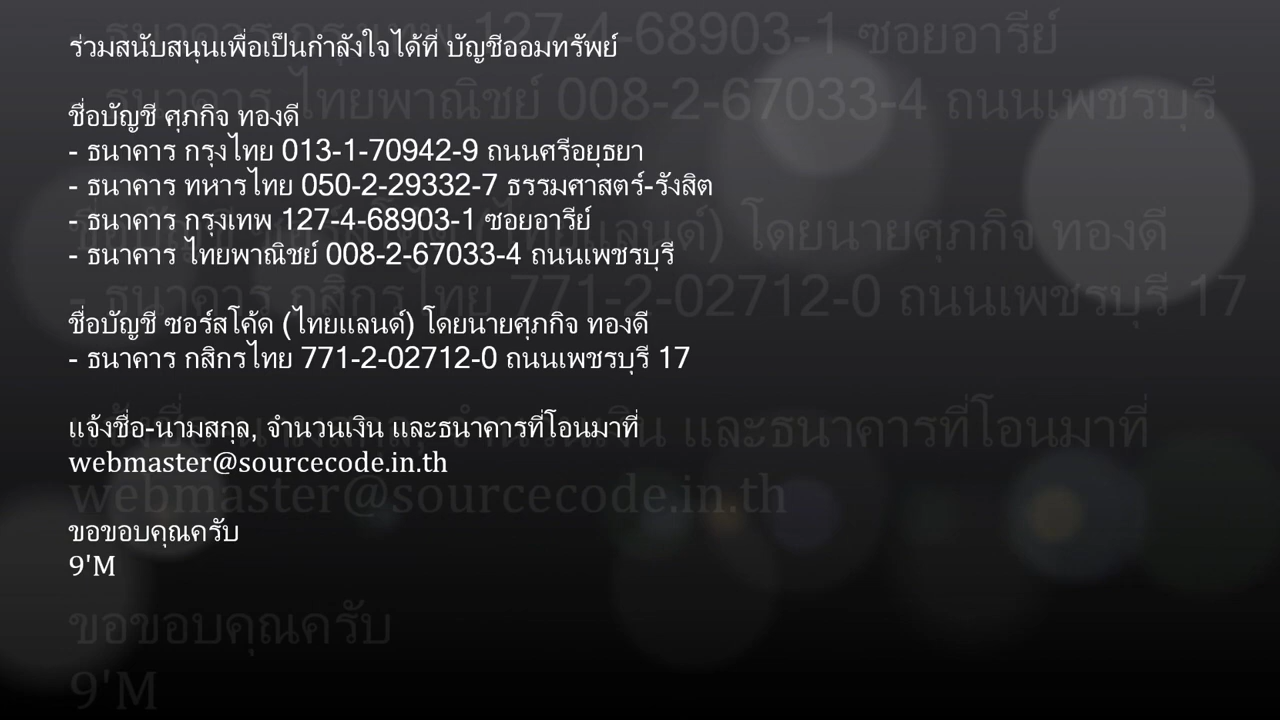 ร่วมสนับสนุนเพื่อเป็นกำลังใจได้ที่ บัญชีออมทรัพย์
ชื่อบัญชี ศุภกิจ ทองดี
- ธนาคาร กรุงไทย 013-1-70942-9 ถนนศรีอยุธยา
- ธนาคาร ทหารไทย 050-2-29332-7 ธรรมศาสตร์-รังสิต
- ธนาคาร กรุงเทพ 127-4-68903-1 ซอยอารีย์
- ธนาคาร ไทยพาณิชย์ 008-2-67033-4 ถนนเพชรบุรี
ชื่อบัญชี ซอร์สโค้ด (ไทยแลนด์) โดยนายศุภกิจ ทองดี
- ธนาคาร กสิกรไทย 771-2-02712-0 ถนนเพชรบุรี 17
แจ้งชื่อ-นามสกุล, จำนวนเงิน และธนาคารที่โอนมาที่
webmaster@sourcecode.in.th
ขอขอบคุณครับ
9'M